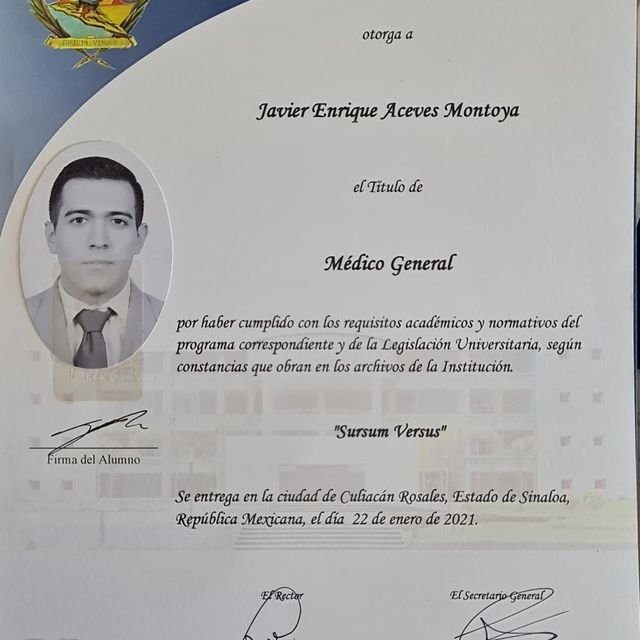 SURSUM VERSUS
otorga a
Javier Enrique Aceves Montoya
el Título de
Médico General
por haber cumplido con los requisitos académicos y normativos del
programa correspondiente y de la Legislación Universitaria, según
constancias que obran en los archivos de la Institución.
"Sursum Versus"
Firma del Alumno
Se entrega en la ciudad de Culiacán Rosales, Estado de Sinaloa,
República Mexicana, el día 22 de enero de 2021.
El Rector
El Secretario General